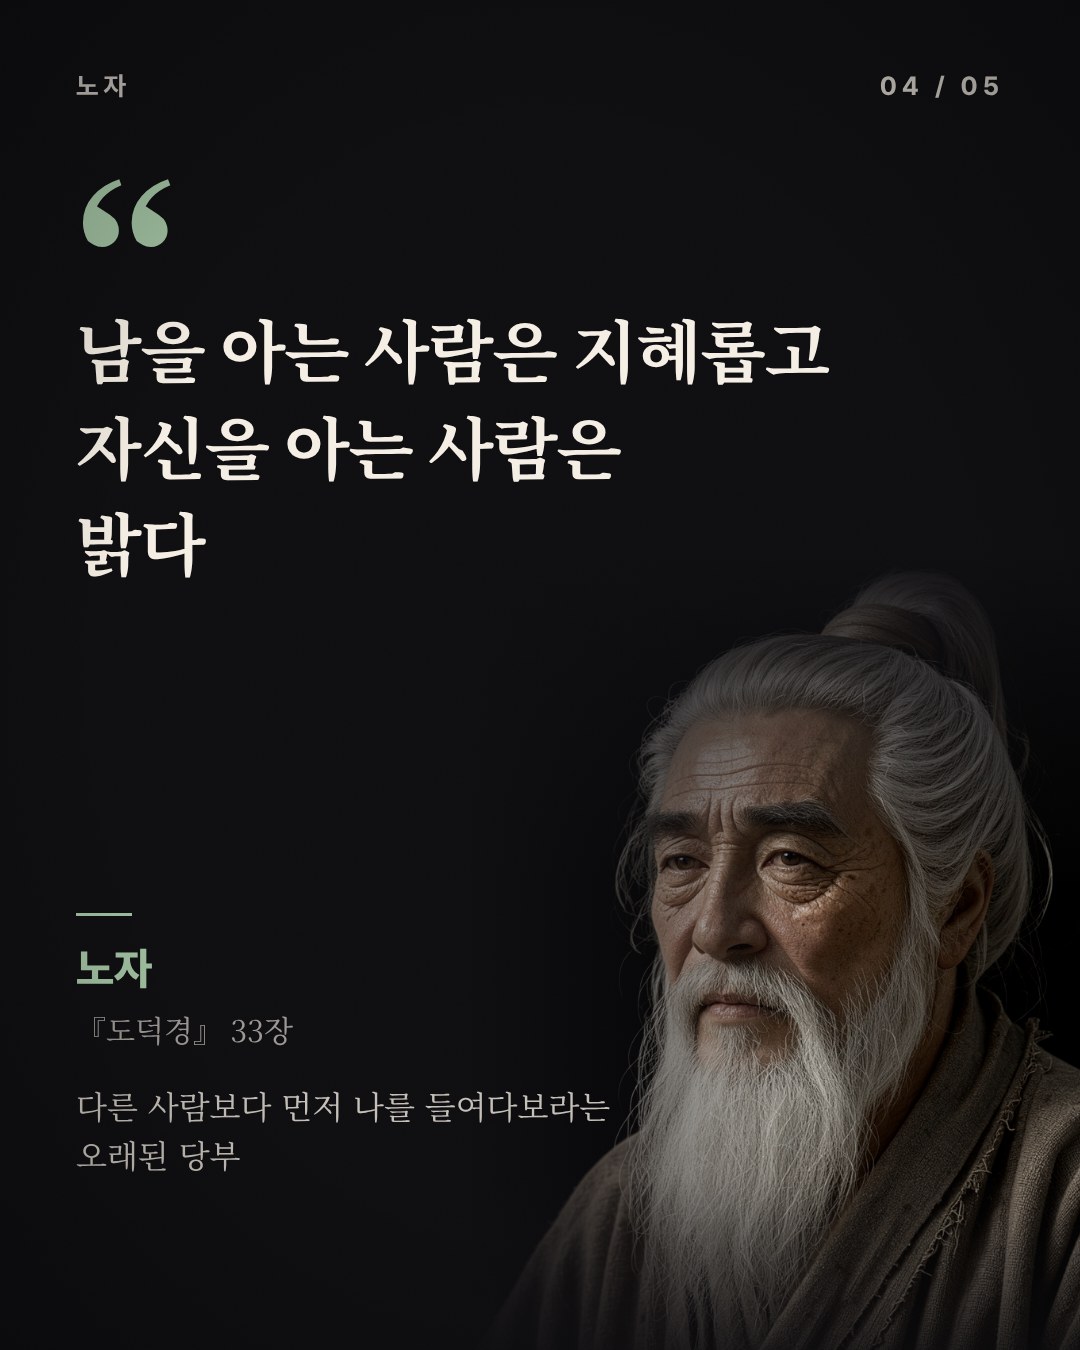 노자
04 / 05
“
남을 아는 사람은 지혜롭고
자신을 아는 사람은
밝다
노자
『도덕경』 33장
다른 사람보다 먼저 나를 들여다보라는
오래된 당부